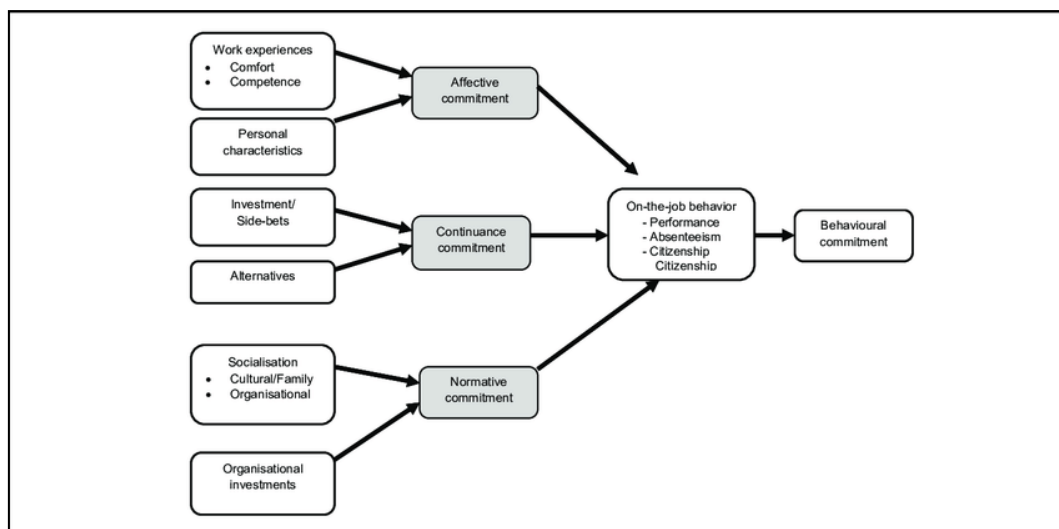 Work experiences
• Comfort
• Competence
Personal
characteristics
Affective
commitment
Investment/
Side-bets
Alternatives
Continuance
commitment
Socialisation
• Cultural/Family
• Organisational
Organisational
investments
Normative
commitment
On-the-job behavior
- Performance
- Absenteeism
- Citizenship
Citizenship
Behavioural
commitment